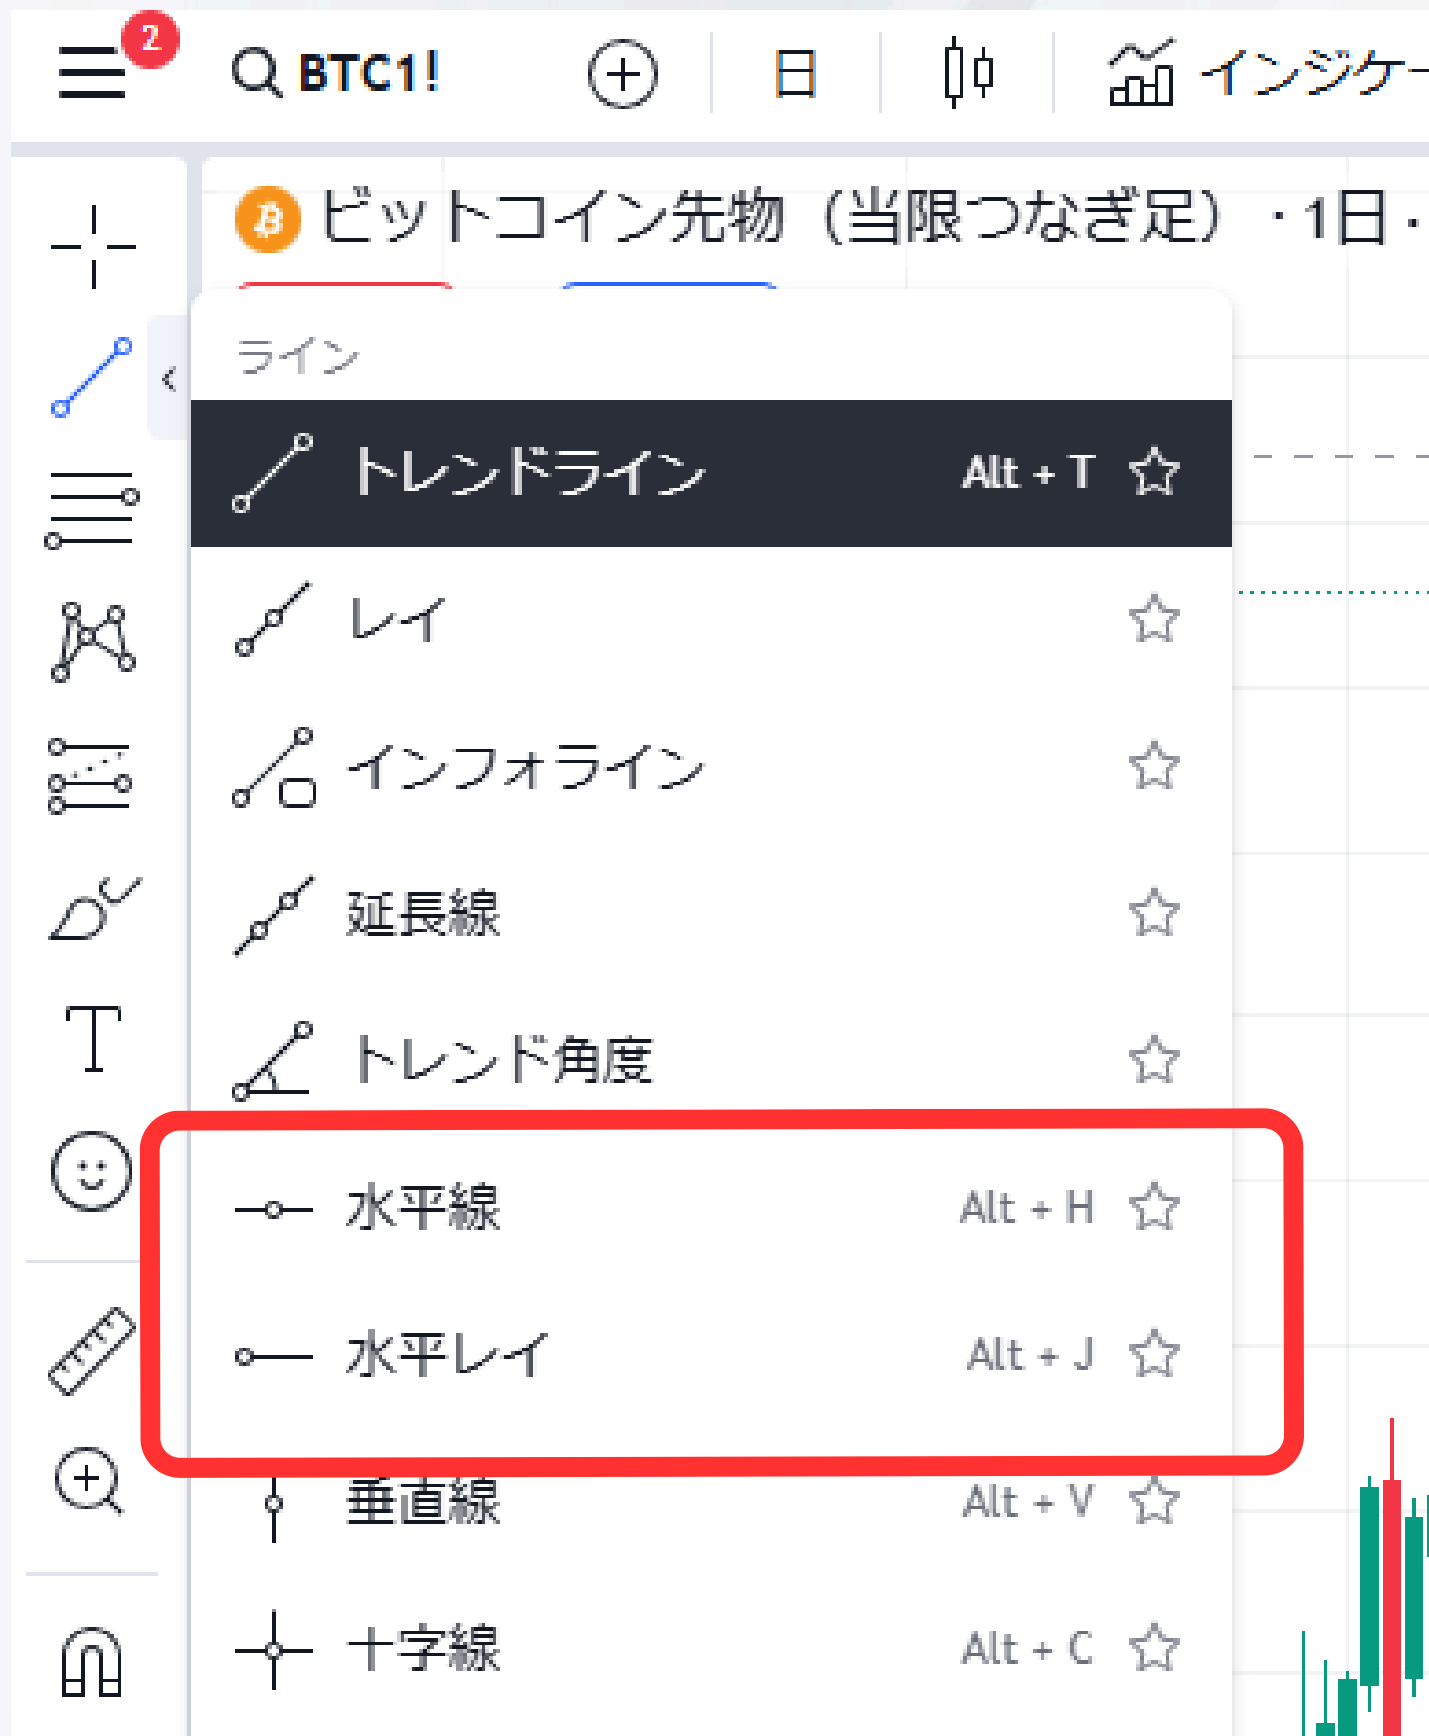 2
BTC1! 日 インジケー
ビットコイン先物（当限つなぎ足）・1日・
ライン
トレンドライン Alt + T
レイ
インフォライン
延長線
トレンド角度
水平線 Alt + H
水平レイ Alt + J
垂直線 Alt + V
十字線 Alt + C
T